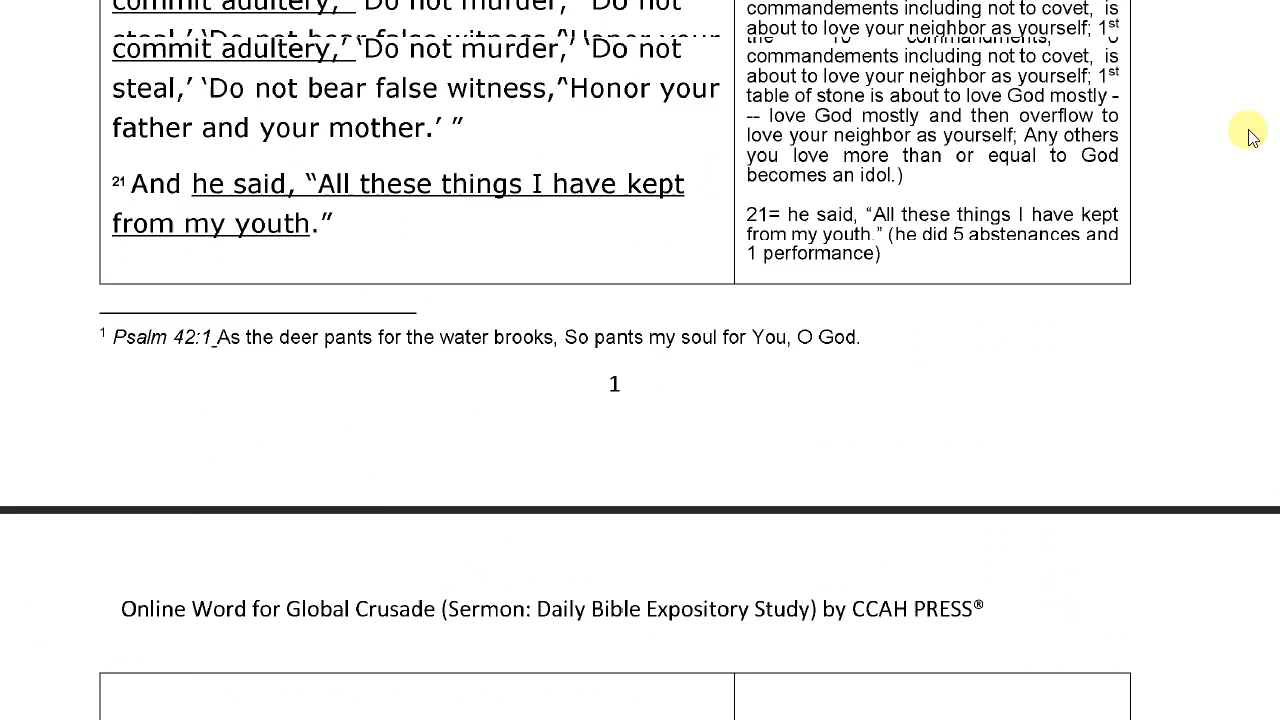 commit adultery,' 'Do not murder,' 'Do not
commit adultery,' 'Do not murder,' 'Do not
steal,' 'Do not bear false witness,''Honor your
father and your mother.' ”
21 And he said, “All these things I have kept
from my youth.”
commandements including not to covet, is
about to love your neighbor as yourself; 1st
commandements including not to covet, is
about to love your neighbor as yourself; 1st
table of stone is about to love God mostly -
-- love God mostly and then overflow to
love your neighbor as yourself; Any others
you love more than or equal to God
becomes an idol.)
21= he said, “All these things I have kept
from my youth.” (he did 5 abstenances and
1 performance)
1 Psalm 42:1 As the deer pants for the water brooks, So pants my soul for You, O God.
1
Online Word for Global Crusade (Sermon: Daily Bible Expository Study) by CCAH PRESS®